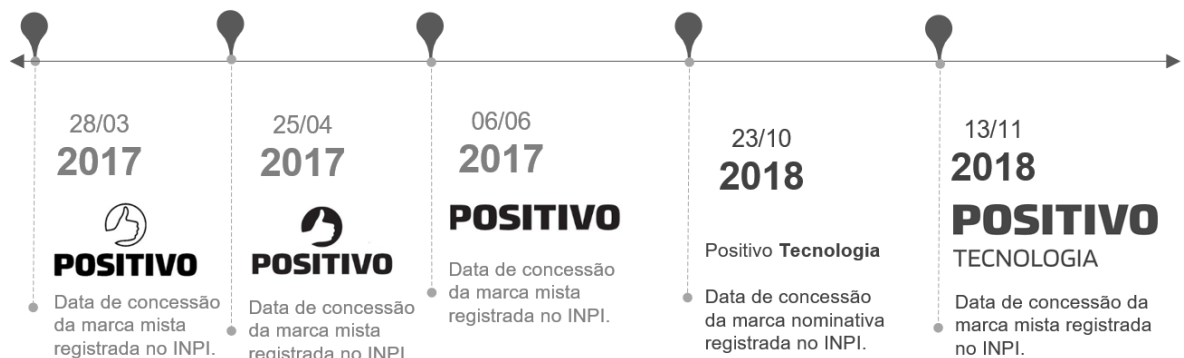 28/03
2017
POSITIVO
Data de concessão
da marca mista
registrada no INPI.
25/04
2017
POSITIVO
Data de concessão
da marca mista
registrada no INPI
06/06
2017
POSITIVO
Data de concessão
da marca mista
registrada no INPI.
23/10
2018
Positivo Tecnologia
Data de concessão
da marca nominativa
registrada no INPI.
13/11
2018
POSITIVO
TECNOLOGIA
Data de concessão da
marca mista registrada
no INPI.